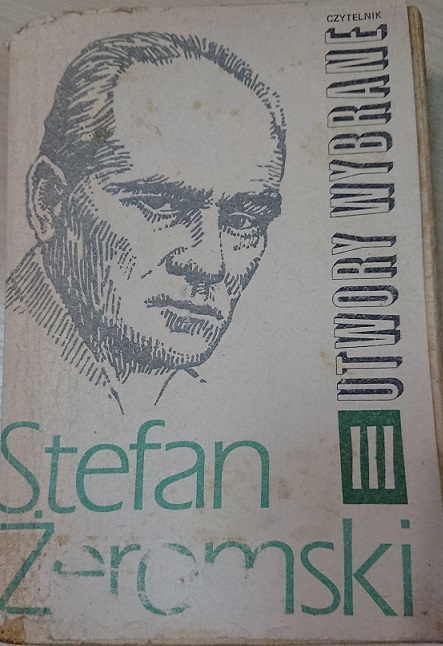 CZYTELNIK
UTWORY WYBRANE
III
Stefan
Żeromski